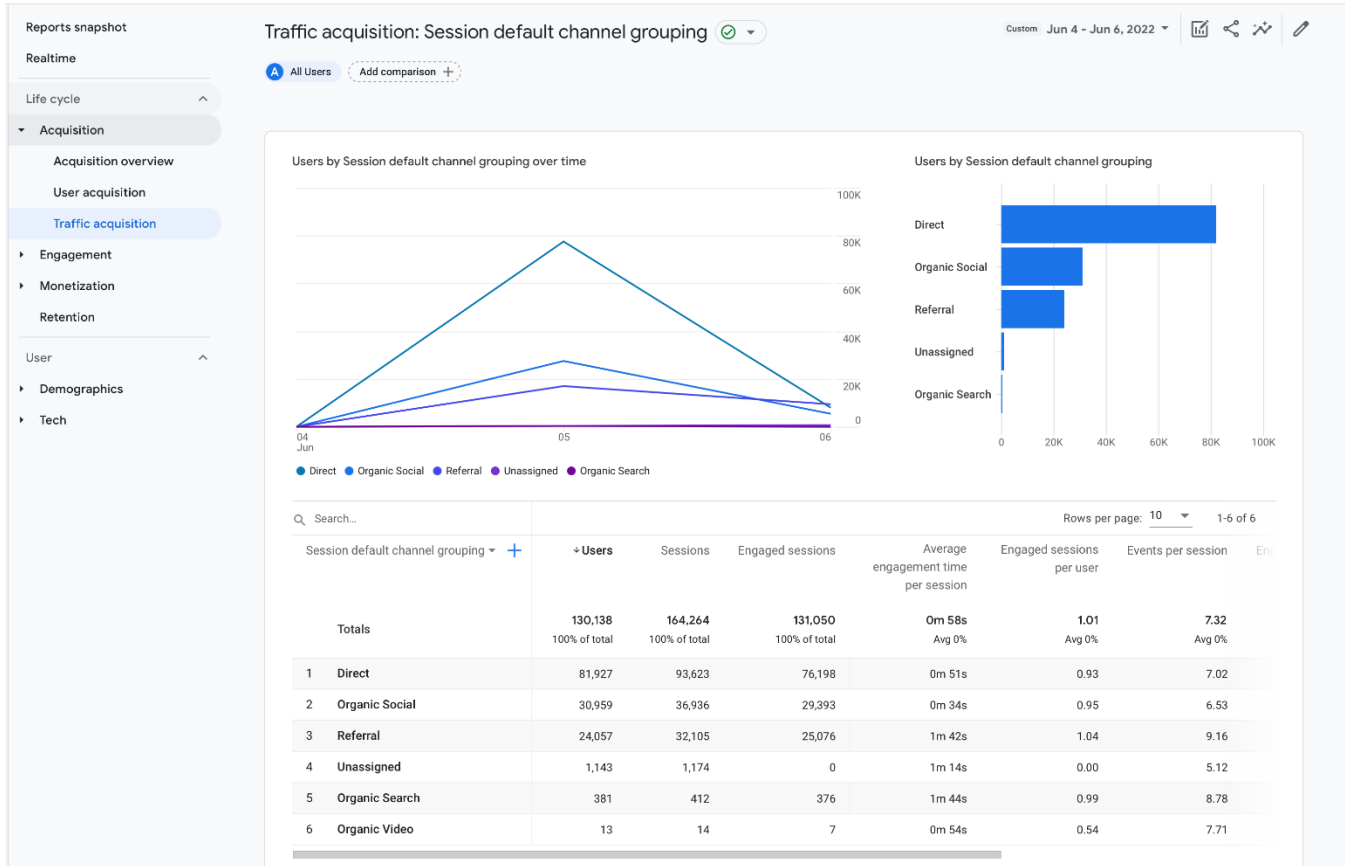 Reports snapshot
Realtime
Life cycle
Acquisition
Acquisition overview
User acquisition
Traffic acquisition
Engagement
Monetization
Retention
User
Demographics
Tech
Traffic acquisition: Session default channel grouping
Custom Jun 4 - Jun 6, 2022
A All Users Add comparison +
Users by Session default channel grouping over time
100K
80K
60K
40K
20K
0
04 05 06
Jun
Direct Organic Social Referral Unassigned Organic Search
Users by Session default channel grouping
Direct
Organic Social
Referral
Unassigned
Organic Search
0 20K 40K 60K 80K 100K
Search... Rows per page: 10 1-6 of 6
Session default channel grouping + ↓Users Sessions Engaged sessions Average engagement time per session Engaged sessions per user Events per session Eng
Totals 130,138 164,264 131,050 0m 58s 1.01 7.32
100% of total 100% of total 100% of total Avg 0% Avg 0% Avg 0%
1 Direct 81,927 93,623 76,198 0m 51s 0.93 7.02
2 Organic Social 30,959 36,936 29,393 0m 34s 0.95 6.53
3 Referral 24,057 32,105 25,076 1m 42s 1.04 9.16
4 Unassigned 1,143 1,174 0 1m 14s 0.00 5.12
5 Organic Search 381 412 376 1m 44s 0.99 8.78
6 Organic Video 13 14 7 0m 54s 0.54 7.71